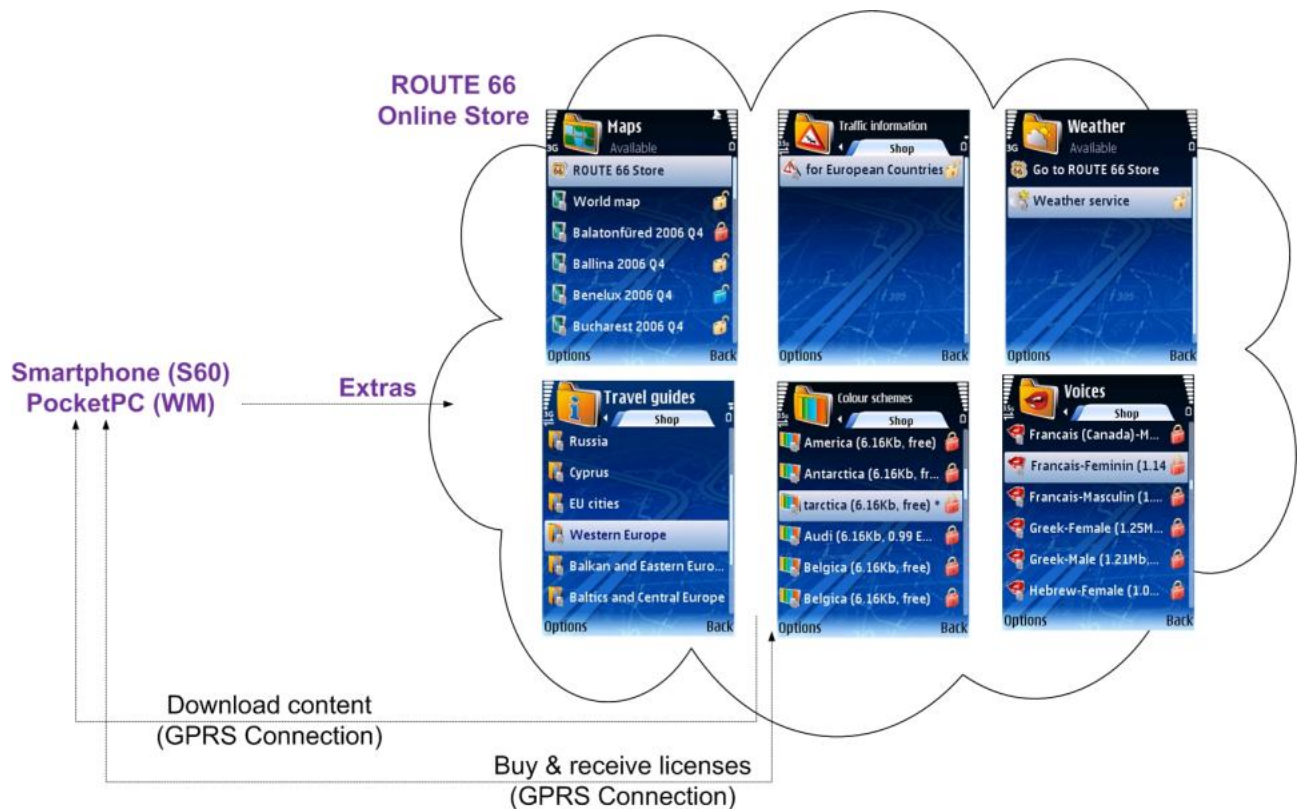 ROUTE 66
Online Store
Maps
Available
3G
ROUTE 66 Store
World map
Balatonfüred 2006 Q4
Ballina 2006 Q4
Benelux 2006 Q4
Bucharest 2006 Q4
Options Back
Traffic information
Shop
for European Countries
Options Back
Weather
Available
3G
Go to ROUTE 66 Store
Weather service
Options Back
Smartphone (S60)
PocketPC (WM)
Extras
Travel guides
3G
Shop
Russia
Cyprus
EU cities
Western Europe
Balkan and Eastern Euro...
Baltics and Central Europe
Options Back
Colour schemes
Shop
America (6.16Kb, free)
Antarctica (6.16Kb, fr...
tarctica (6.16Kb, free) *
Audi (6.16Kb, 0.99 E...
Belgica (6.16Kb, free)
Belgica (6.16Kb, free)
Options Back
Voices
Shop
Francais (Canada)-M...
Francais-Feminin (1.14
Francais-Masculin (1....
Greek-Female (1.25M...
Greek-Male (1.21Mb,...
Hebrew-Female (1.0...
Options Back
Download content
(GPRS Connection)
Buy & receive licenses
(GPRS Connection)